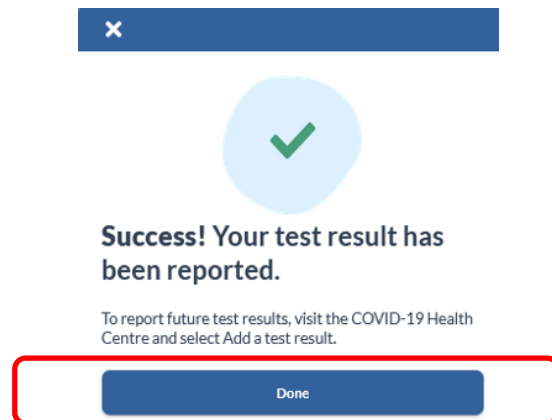 Success! Your test result has
been reported.
To report future test results, visit the COVID-19 Health
Centre and select Add a test result.
Done